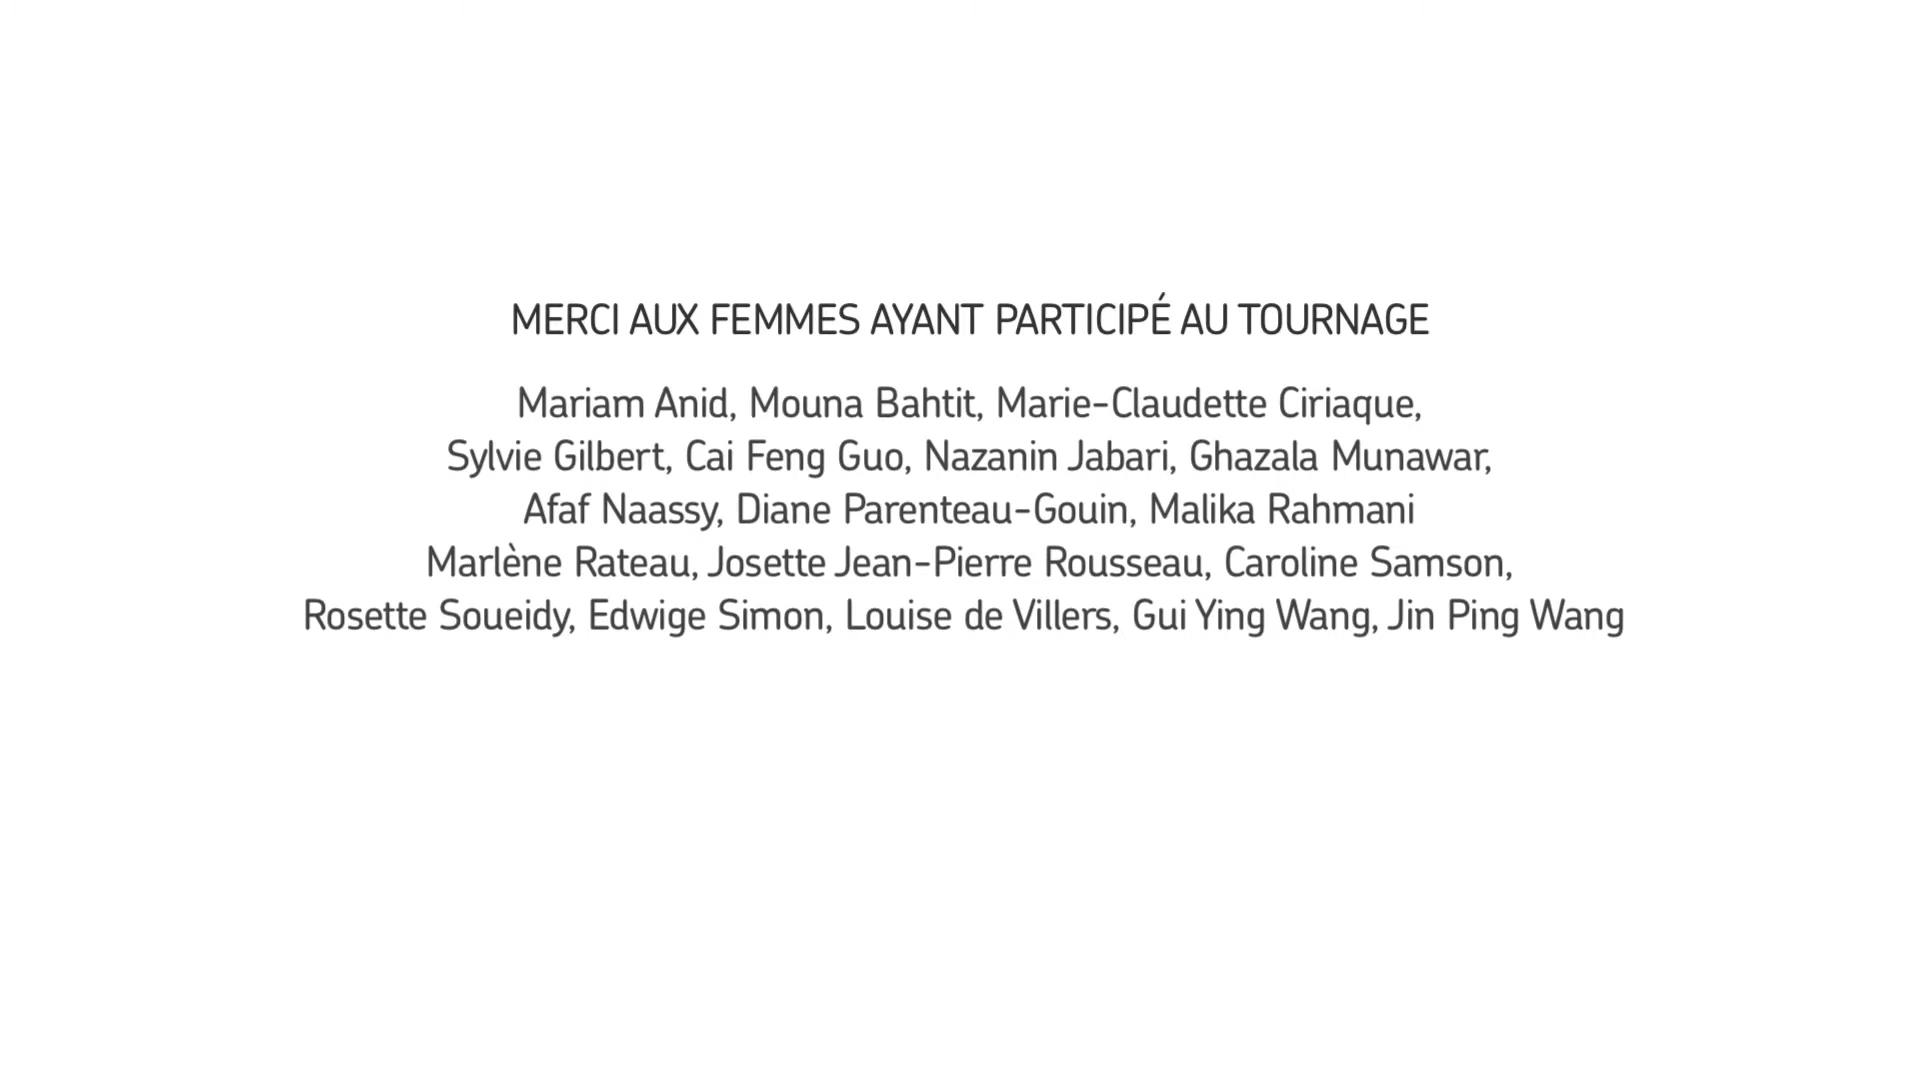 MERCI AUX FEMMES AYANT PARTICIPÉ AU TOURNAGE
Mariam Anid, Mouna Bahtit, Marie-Claudette Ciriaque,
Sylvie Gilbert, Cai Feng Guo, Nazanin Jabari, Ghazala Munawar,
Afaf Naassy, Diane Parenteau-Gouin, Malika Rahmani
Marlène Rateau, Josette Jean-Pierre Rousseau, Caroline Samson,
Rosette Soueidy, Edwige Simon, Louise de Villers, Gui Ying Wang, Jin Ping Wang